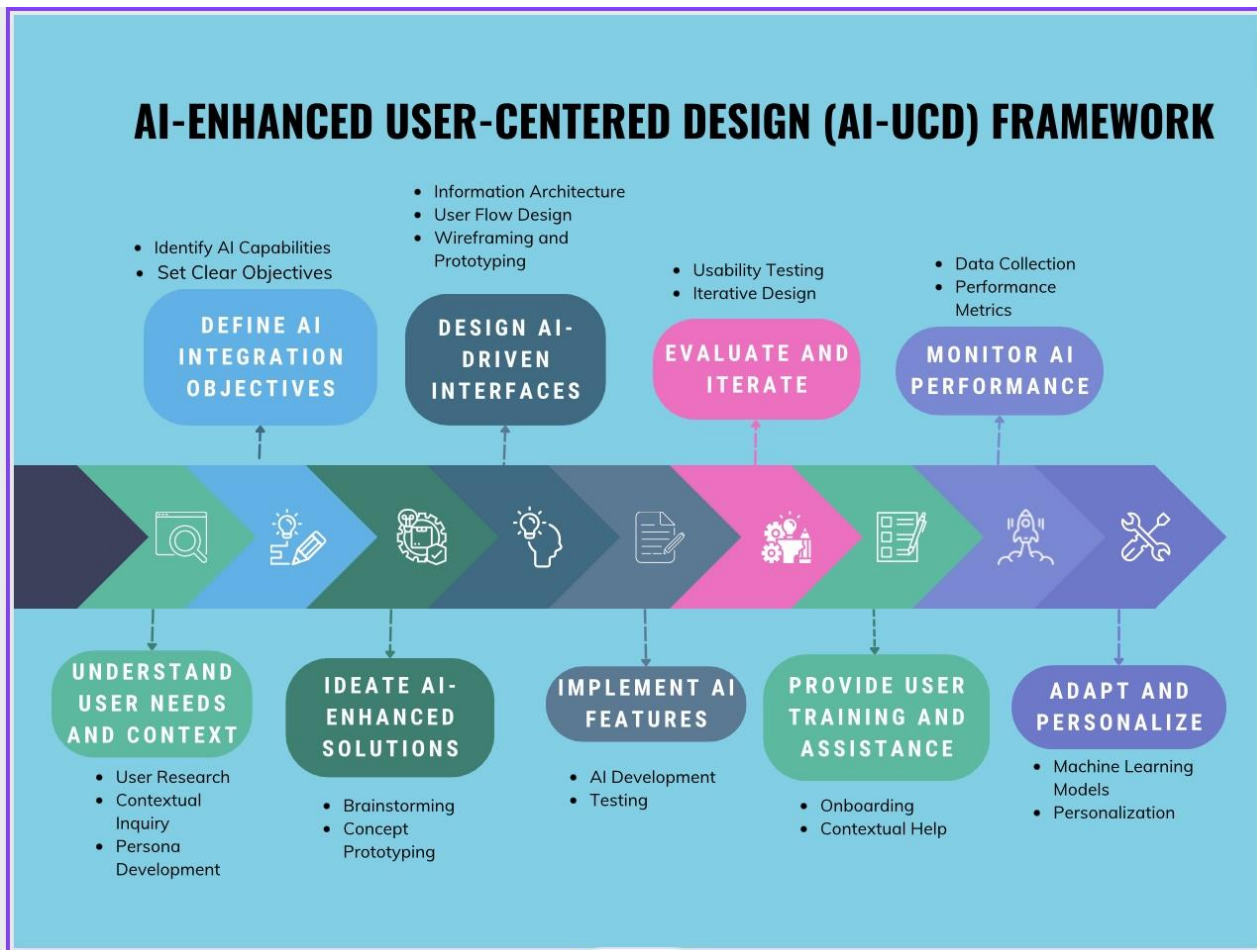 AI-ENHANCED USER-CENTERED DESIGN (AI-UCD) FRAMEWORK
• Identify AI Capabilities
• Set Clear Objectives
DEFINE AI
INTEGRATION
OBJECTIVES
• Information Architecture
• User Flow Design
• Wireframing and
Prototyping
DESIGN AI-
DRIVEN
INTERFACES
• Usability Testing
• Iterative Design
EVALUATE AND
ITERATE
• Data Collection
• Performance
Metrics
MONITOR AI
PERFORMANCE
UNDERSTAND
USER NEEDS
AND CONTEXT
• User Research
• Contextual
Inquiry
• Persona
Development
IDEATE AI-
ENHANCED
SOLUTIONS
• Brainstorming
• Concept
Prototyping
IMPLEMENT AI
FEATURES
• AI Development
• Testing
PROVIDE USER
TRAINING AND
ASSISTANCE
• Onboarding
• Contextual Help
ADAPT AND
PERSONALIZE
• Machine Learning
Models
• Personalization